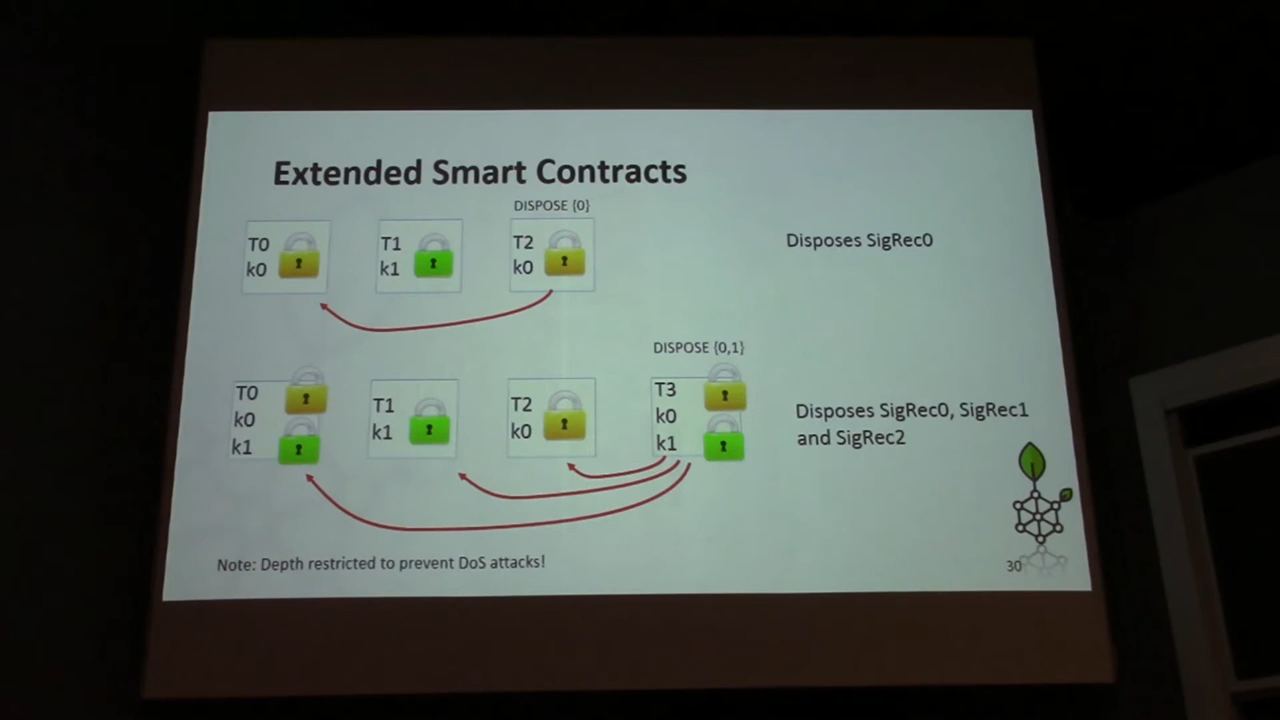 Extended Smart Contracts
DISPOSE {0}
T0
k0
T1
k1
T2
k0
Disposes SigRec0
DISPOSE {0,1}
T0
k0
k1
T1
k1
T2
k0
T3
k0
k1
Disposes SigRec0, SigRec1
and SigRec2
Note: Depth restricted to prevent DoS attacks!
30